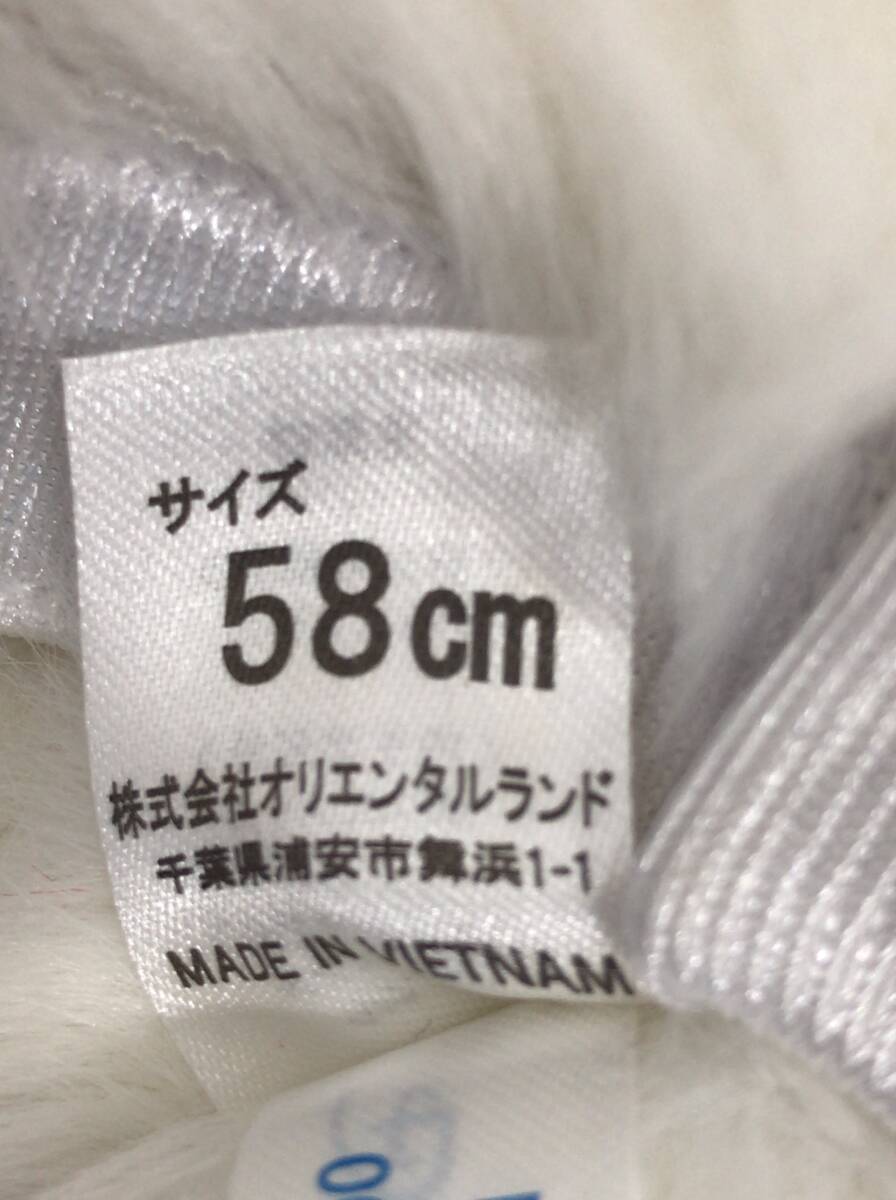 サイズ
58cm
株式会社オリエンタルランド
千葉県浦安市舞浜1-1
MADE IN VIETNAM